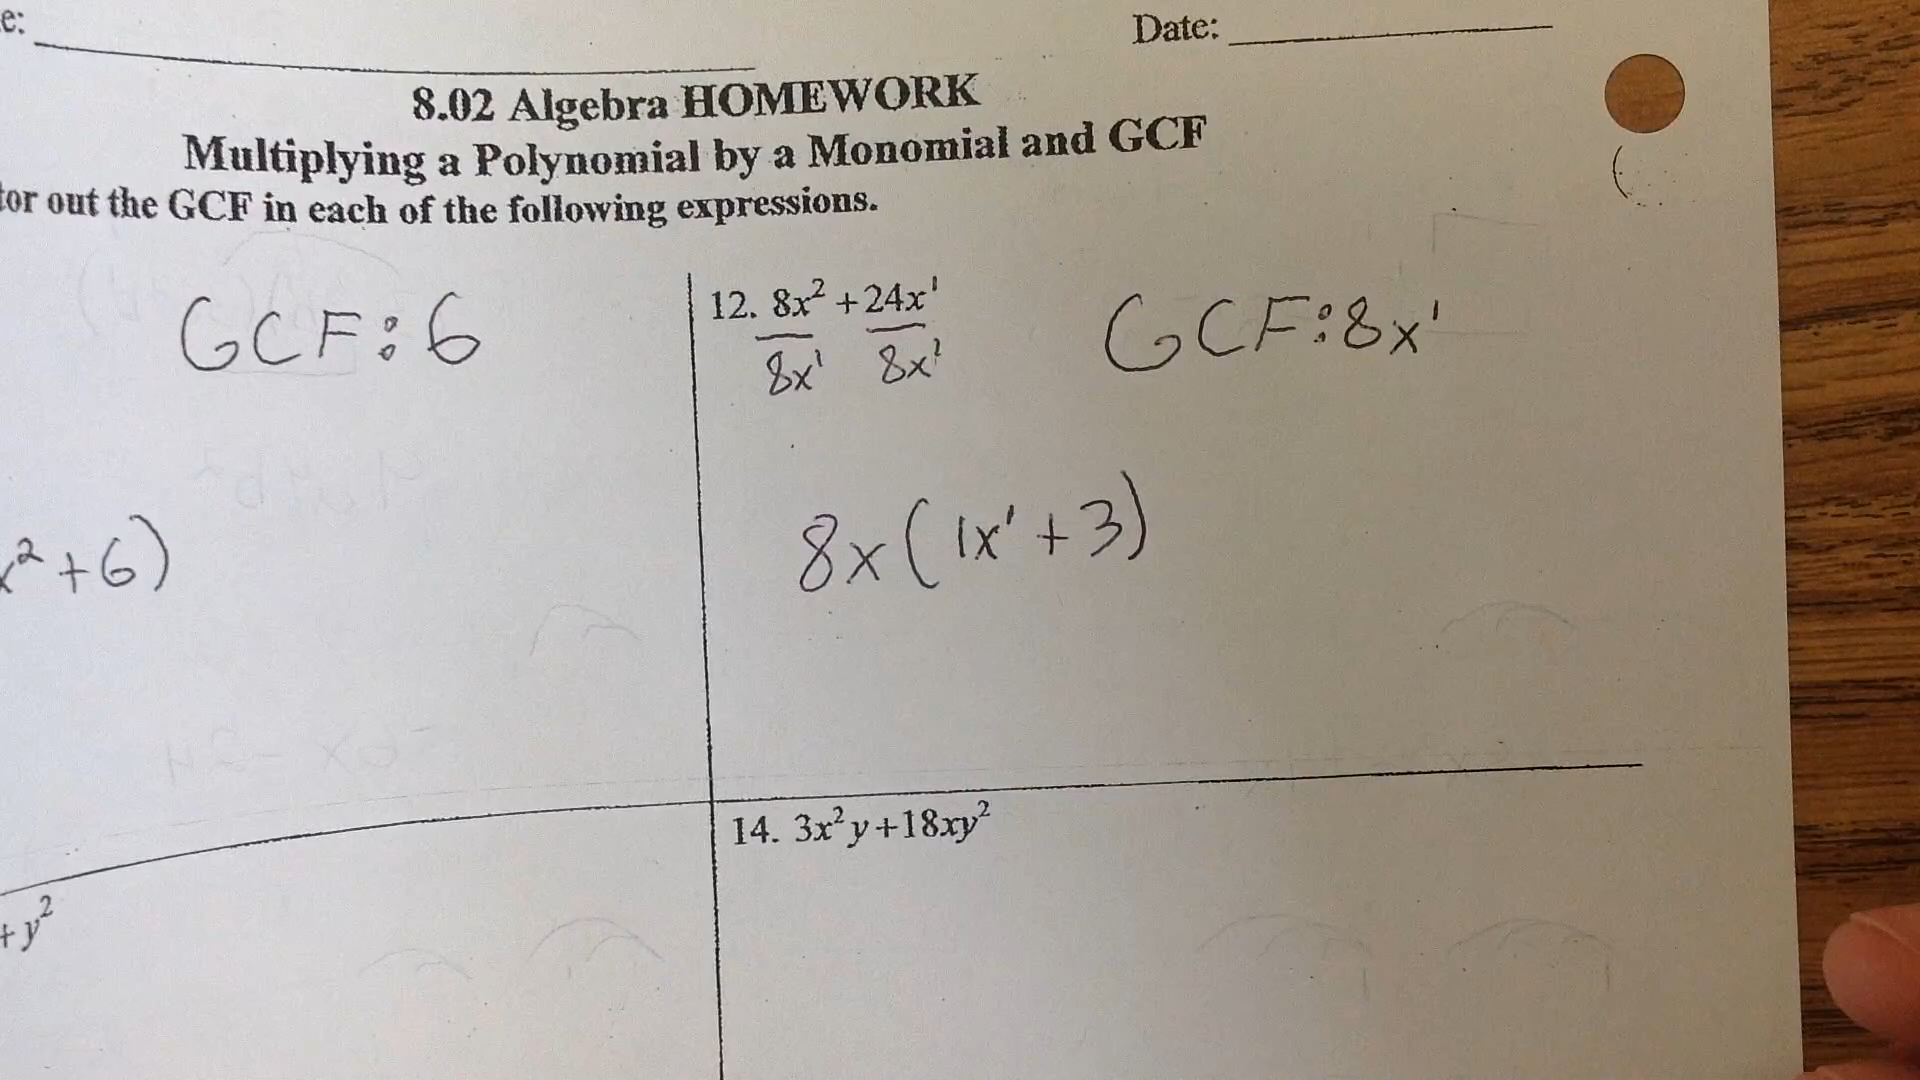 e:
Date:
8.02 Algebra HOMEWORK
Multiplying a Polynomial by a Monomial and GCF
tor out the GCF in each of the following expressions.
GCF:6
x² +6)
12. 8x² +24x¹
8x¹ 8x¹
GCF:8x¹
8x(1x¹+3)
+y²
14. 3x²y+18xy²